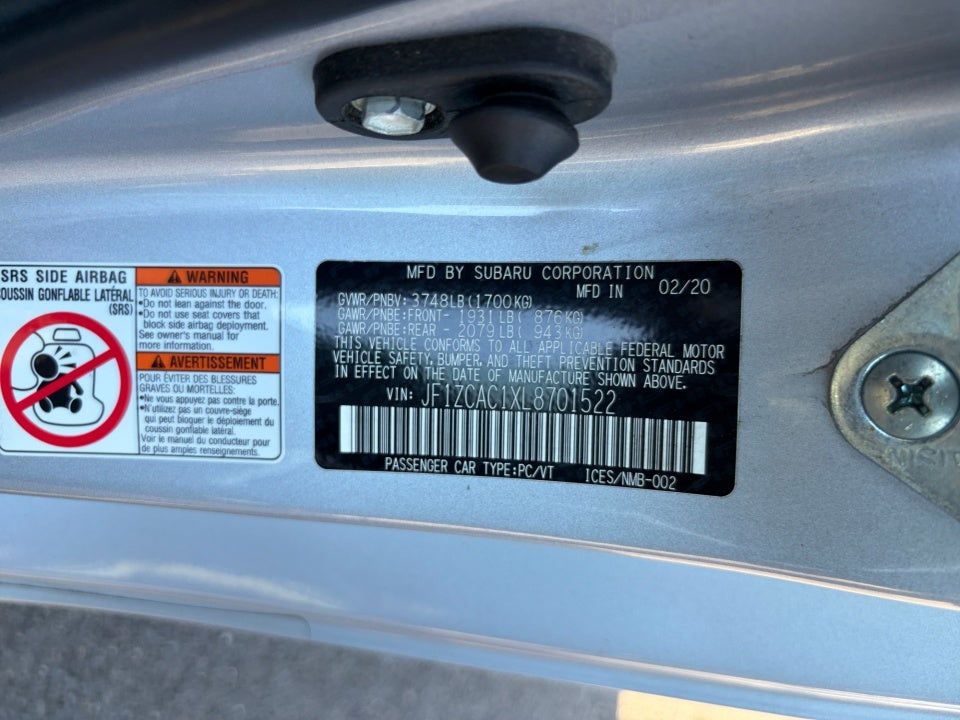 SRS SIDE AIRBAG
COUSSIN GONFLABLE LATÉRAL
(SRS)
WARNING
TO AVOID SERIOUS INJURY OR DEATH:
•Do not lean against the door.
•Do not use seat covers that
block side airbag deployment.
See owner's manual for
more information.
AVERTISSEMENT
POUR ÉVITER DES BLESSURES
GRAVES OU MORTELLES:
•Ne vous appuyez pas contre la porte.
•N'utilizez pas un couvre-siège
qui peut bloquer le déploiement du
coussin gonflable latéral.
Voir le manuel du conducteur pour
de plus amples renseignements.
MFD BY SUBARU CORPORATION
MFD IN 02/20
GVWR/PNBV: 3748LB(1700KG)
GAWR/PNBE:FRONT- 1931LB( 876KG)
GAWR/PNBE:REAR - 2079LB( 943KG)
THIS VEHICLE CONFORMS TO ALL APPLICABLE FEDERAL MOTOR
VEHICLE SAFETY, BUMPER, AND THEFT PREVENTION STANDARDS
IN EFFECT ON THE DATE OF MANUFACTURE SHOWN ABOVE.
VIN: JF1ZCAC1XL8701522
PASSENGER CAR TYPE:PC/VT ICES/NMB-002